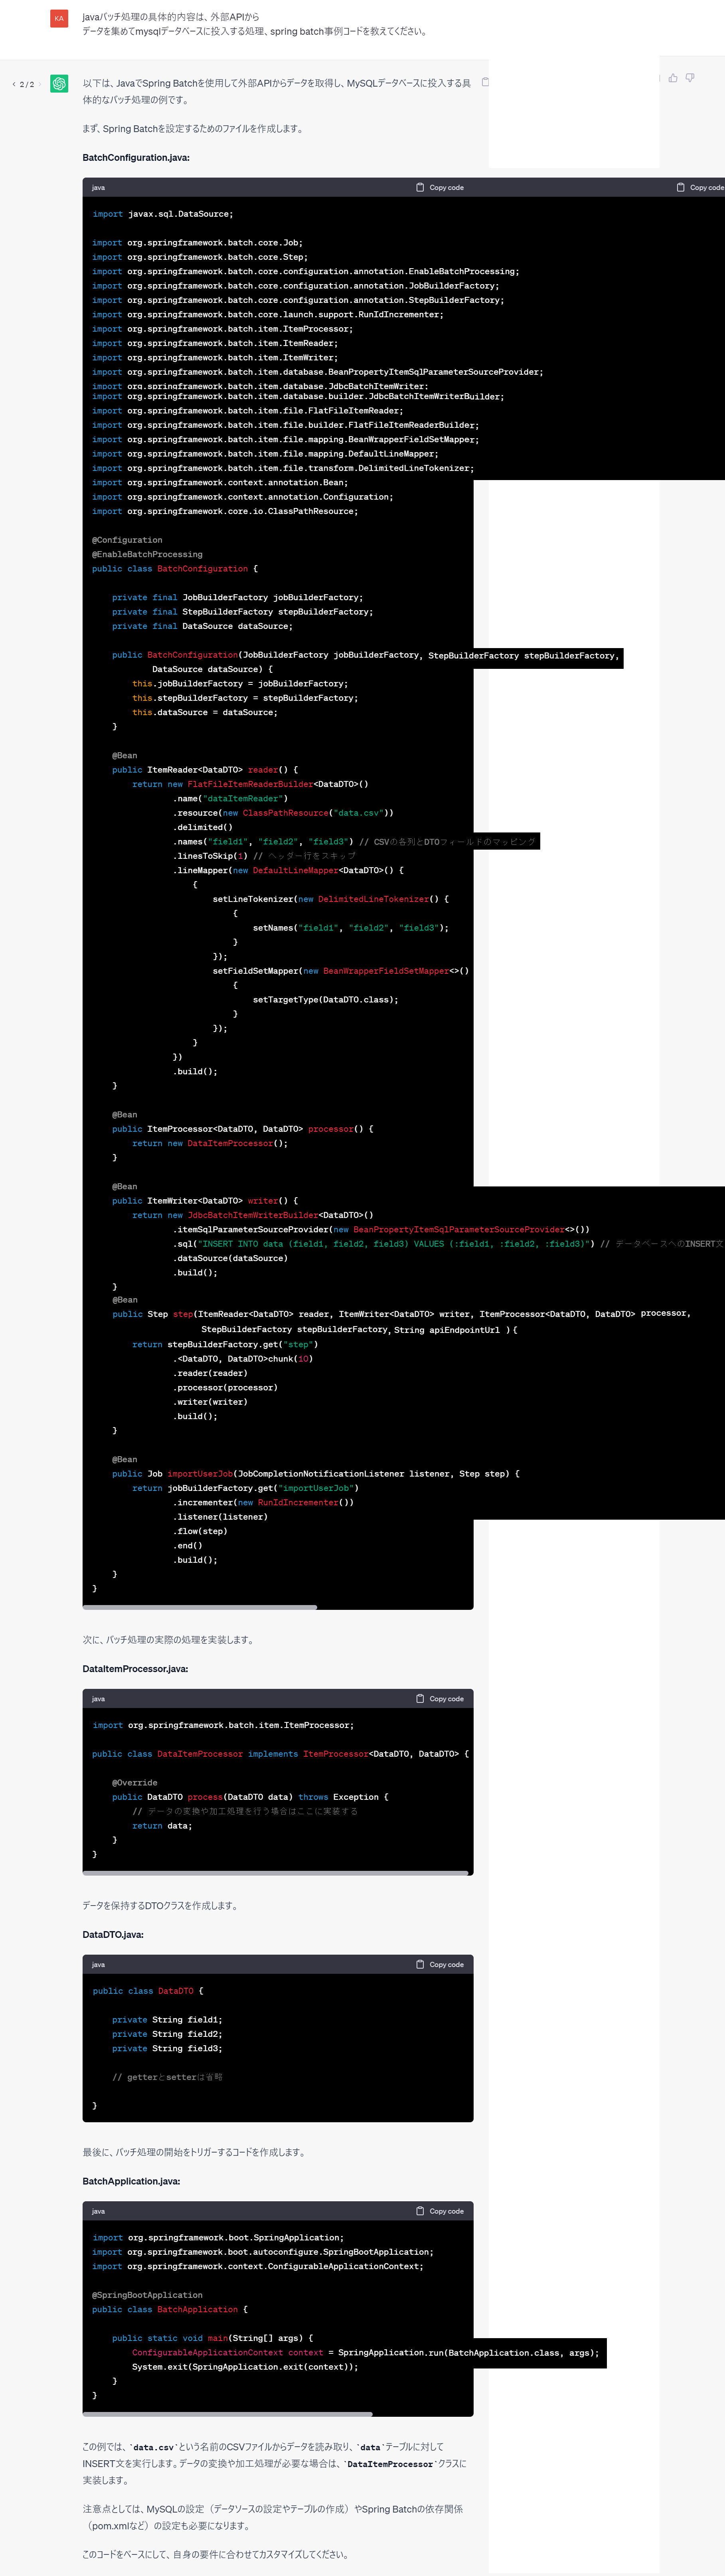 KA
javaバッチ処理の具体的内容は、外部APIから
データを集めてmysqlデータベースに投入する処理、spring batch事例コードを教えてください。
2 / 2
以下は、JavaでSpring Batchを使用して外部APIからデータを取得し、MySQLデータベースに投入する具
体的なバッチ処理の例です。
まず、Spring Batchを設定するためのファイルを作成します。
BatchConfiguration.java:
java Copy code Copy code
import javax.sql.DataSource;
import org.springframework.batch.core.Job;
import org.springframework.batch.core.Step;
import org.springframework.batch.core.configuration.annotation.EnableBatchProcessing;
import org.springframework.batch.core.configuration.annotation.JobBuilderFactory;
import org.springframework.batch.core.configuration.annotation.StepBuilderFactory;
import org.springframework.batch.core.launch.support.RunIdIncrementer;
import org.springframework.batch.item.ItemProcessor;
import org.springframework.batch.item.ItemReader;
import org.springframework.batch.item.ItemWriter;
import org.springframework.batch.item.database.BeanPropertyItemSqlParameterSourceProvider;
import org.springframework.batch.item.database.JdbcBatchItemWriter;
import org.springframework.batch.item.database.builder.JdbcBatchItemWriterBuilder;
import org.springframework.batch.item.file.FlatFileItemReader;
import org.springframework.batch.item.file.builder.FlatFileItemReaderBuilder;
import org.springframework.batch.item.file.mapping.BeanWrapperFieldSetMapper;
import org.springframework.batch.item.file.mapping.DefaultLineMapper;
import org.springframework.batch.item.file.transform.DelimitedLineTokenizer;
import org.springframework.context.annotation.Bean;
import org.springframework.context.annotation.Configuration;
import org.springframework.core.io.ClassPathResource;
@Configuration
@EnableBatchProcessing
public class BatchConfiguration {
private final JobBuilderFactory jobBuilderFactory;
private final StepBuilderFactory stepBuilderFactory;
private final DataSource dataSource;
public BatchConfiguration(JobBuilderFactory jobBuilderFactory, StepBuilderFactory stepBuilderFactory,
DataSource dataSource) {
this.jobBuilderFactory = jobBuilderFactory;
this.stepBuilderFactory = stepBuilderFactory;
this.dataSource = dataSource;
}
@Bean
public ItemReader<DataDTO> reader() {
return new FlatFileItemReaderBuilder<DataDTO>()
.name("dataItemReader")
.resource(new ClassPathResource("data.csv"))
.delimited()
.names("field1", "field2", "field3") // CSVの各列とDTOフィールドのマッピング
.linesToSkip(1) // ヘッダー行をスキップ
.lineMapper(new DefaultLineMapper<DataDTO>() {
{
setLineTokenizer(new DelimitedLineTokenizer() {
{
setNames("field1", "field2", "field3");
}
});
setFieldSetMapper(new BeanWrapperFieldSetMapper<>()
{
setTargetType(DataDTO.class);
}
});
}
})
.build();
}
@Bean
public ItemProcessor<DataDTO, DataDTO> processor() {
return new DataItemProcessor();
}
@Bean
public ItemWriter<DataDTO> writer() {
return new JdbcBatchItemWriterBuilder<DataDTO>()
.itemSqlParameterSourceProvider(new BeanPropertyItemSqlParameterSourceProvider<>())
.sql("INSERT INTO data (field1, field2, field3) VALUES (:field1, :field2, :field3)") // データベースへのINSERT文
.dataSource(dataSource)
.build();
}
@Bean
public Step step(ItemReader<DataDTO> reader, ItemWriter<DataDTO> writer, ItemProcessor<DataDTO, DataDTO> processor,
StepBuilderFactory stepBuilderFactory, String apiEndpointUrl ) {
return stepBuilderFactory.get("step")
.<DataDTO, DataDTO>chunk(10)
.reader(reader)
.processor(processor)
.writer(writer)
.build();
}
@Bean
public Job importUserJob(JobCompletionNotificationListener listener, Step step) {
return jobBuilderFactory.get("importUserJob")
.incrementer(new RunIdIncrementer())
.listener(listener)
.flow(step)
.end()
.build();
}
}
次に、バッチ処理の実際の処理を実装します。
DataItemProcessor.java:
java Copy code
import org.springframework.batch.item.ItemProcessor;
public class DataItemProcessor implements ItemProcessor<DataDTO, DataDTO> {
@Override
public DataDTO process(DataDTO data) throws Exception {
// データの変換や加工処理を行う場合はここに実装する
return data;
}
}
データを保持するDTOクラスを作成します。
DataDTO.java:
java Copy code
public class DataDTO {
private String field1;
private String field2;
private String field3;
// getterとsetterは省略
}
最後に、バッチ処理の開始をトリガーするコードを作成します。
BatchApplication.java:
java Copy code
import org.springframework.boot.SpringApplication;
import org.springframework.boot.autoconfigure.SpringBootApplication;
import org.springframework.context.ConfigurableApplicationContext;
@SpringBootApplication
public class BatchApplication {
public static void main(String[] args) {
ConfigurableApplicationContext context = SpringApplication.run(BatchApplication.class, args);
System.exit(SpringApplication.exit(context));
}
}
この例では、`data.csv`という名前のCSVファイルからデータを読み取り、`data`テーブルに対して
INSERT文を実行します。データの変換や加工処理が必要な場合は、`DataItemProcessor`クラスに
実装します。
注意点としては、MySQLの設定（データソースの設定やテーブルの作成）やSpring Batchの依存関係
（pom.xmlなど）の設定も必要になります。
このコードをベースにして、自身の要件に合わせてカスタマイズしてください。